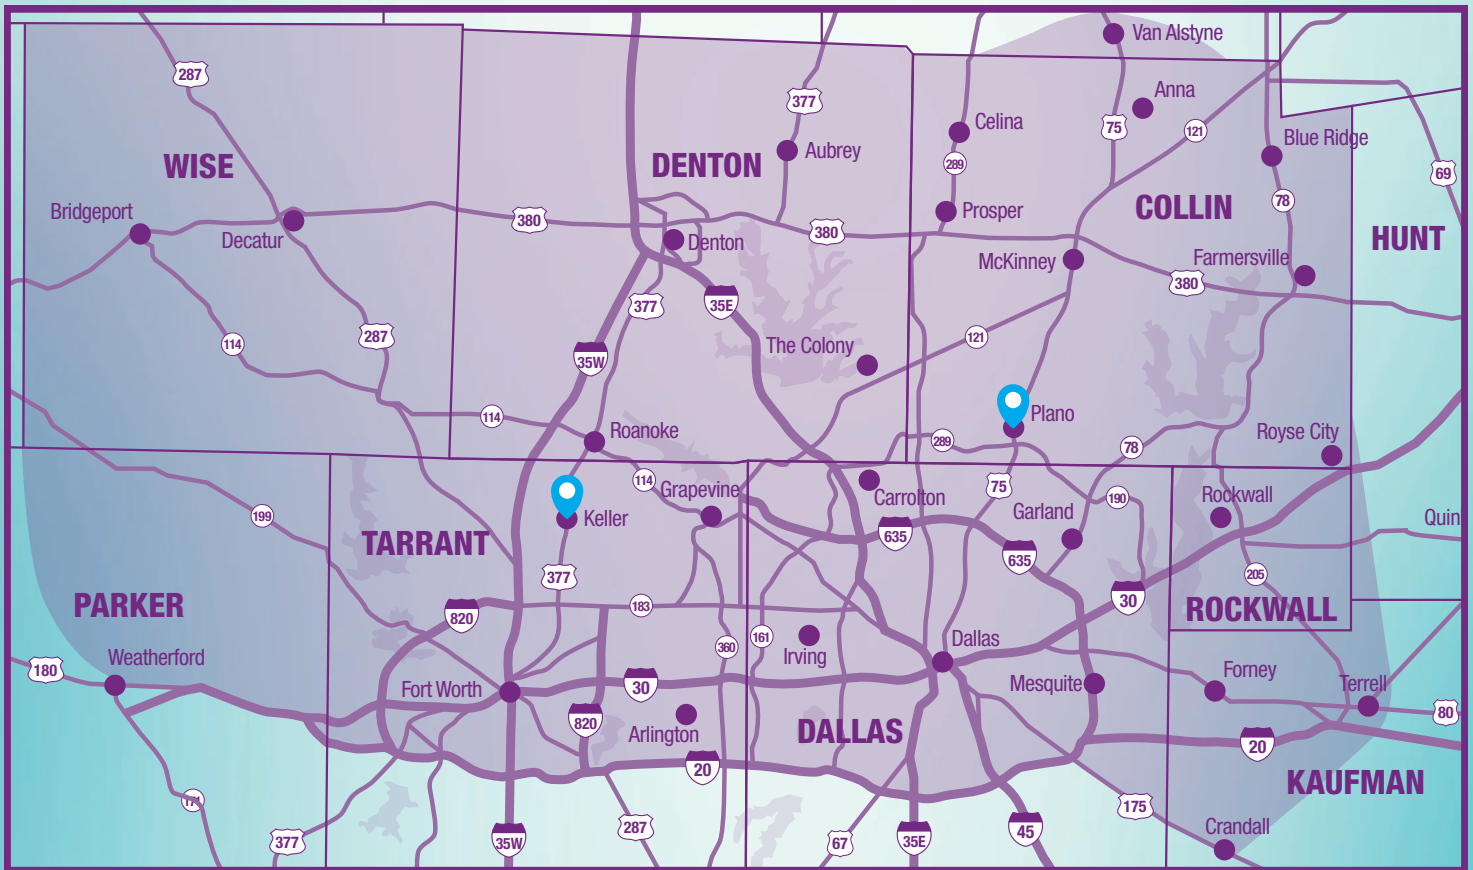 Van Alstyne
287
Anna
377
Celina
75
121
Blue Ridge
WISE
DENTON
Aubrey
289
69
78
Bridgeport
Prosper
COLLIN
380
380
Decatur
Denton
HUNT
McKinney
Farmersville
380
377
35E
287
114
The Colony
121
35W
114
Plano
Roanoke
289
78
Royse City
114
Grapevine
75
Carrolton
190
Rockwall
199
Keller
Garland
Quin
TARRANT
635
635
377
205
30
PARKER
183
ROCKWALL
820
161
360
Dallas
Weatherford
Irving
180
Forney
Fort Worth
30
Mesquite
Terrell
820
Arlington
DALLAS
80
20
20
KAUFMAN
171
175
287
Crandall
377
35W
67
35E
45